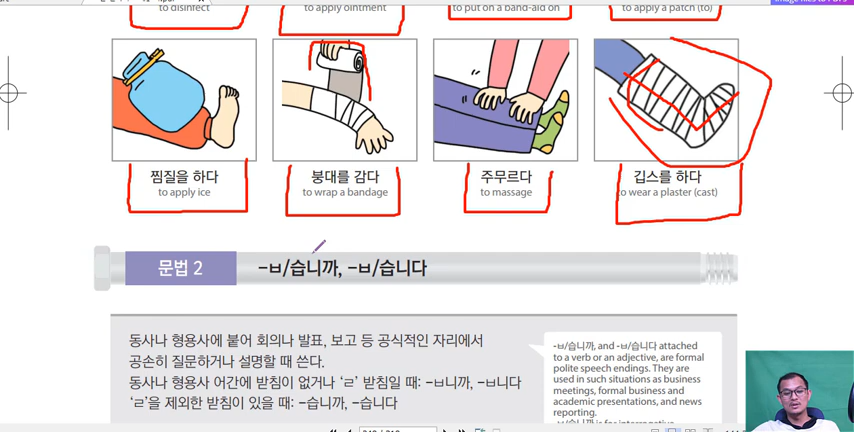 to disinfect
to apply ointment
to put on a band-aid on
to apply a patch (to)
찜질을 하다
붕대를 감다
주무르다
깁스를 하다
to apply ice
to wrap a bandage
to massage
to wear a plaster (cast)
문법 2
-ㅂ/습니까, -ㅂ/습니다
동사나 형용사에 붙어 회의나 발표, 보고 등 공식적인 자리에서
공손히 질문하거나 설명할 때 쓴다.
동사나 형용사 어간에 받침이 없거나 ‘ㄹ’ 받침일 때: -ㅂ니까, -ㅂ니다
‘ㄹ’을 제외한 받침이 있을 때: -습니까, -습니다
-ㅂ/습니까, and -ㅂ/습니다 attached
to a verb or an adjective, are formal
polite speech endings. They are
used in such situations as business
meetings, formal business and
academic presentations, and news
reporting.